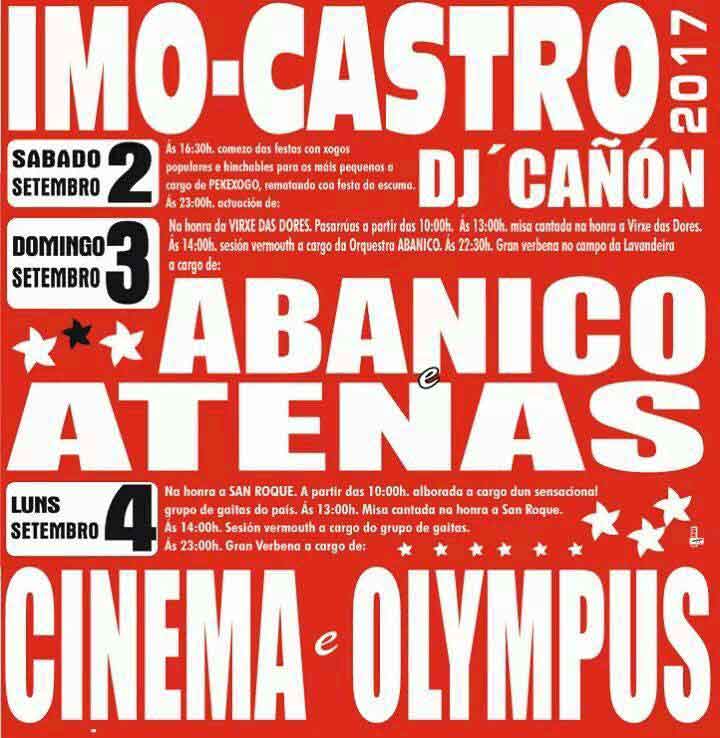 IMO-CASTRO
2017
SABADO 2
SETEMBRO
Ás 16:30h. comezo das festas con xogos
populares e hinchables para os máis pequenos a
cargo de PEKEXOGO, rematando coa festa da escuma.
Ás 23:00h. actuación de:
DJ´CAÑÓN
DOMINGO 3
SETEMBRO
Na honra da VIRXE DAS DORES. Pasarrúas a partir das 10:00h. Ás 13:00h. misa cantada na honra a Virxe das Dores.
Ás 14:00h. sesión vermouth a cargo da Orquestra ABANICO. Ás 22:30h. Gran verbena no campo da Lavandeira
a cargo de:
ABANICO
e
ATENAS
LUNS 4
SETEMBRO
Na honra a SAN ROQUE. A partir das 10:00h. alborada a cargo dun sensacional
grupo de gaitas do país. Ás 13:00h. Misa cantada na honra a San Roque.
Ás 14:00h. Sesión vermouth a cargo do grupo de gaitas.
Ás 23:00h. Gran Verbena a cargo de:
CINEMA e OLYMPUS